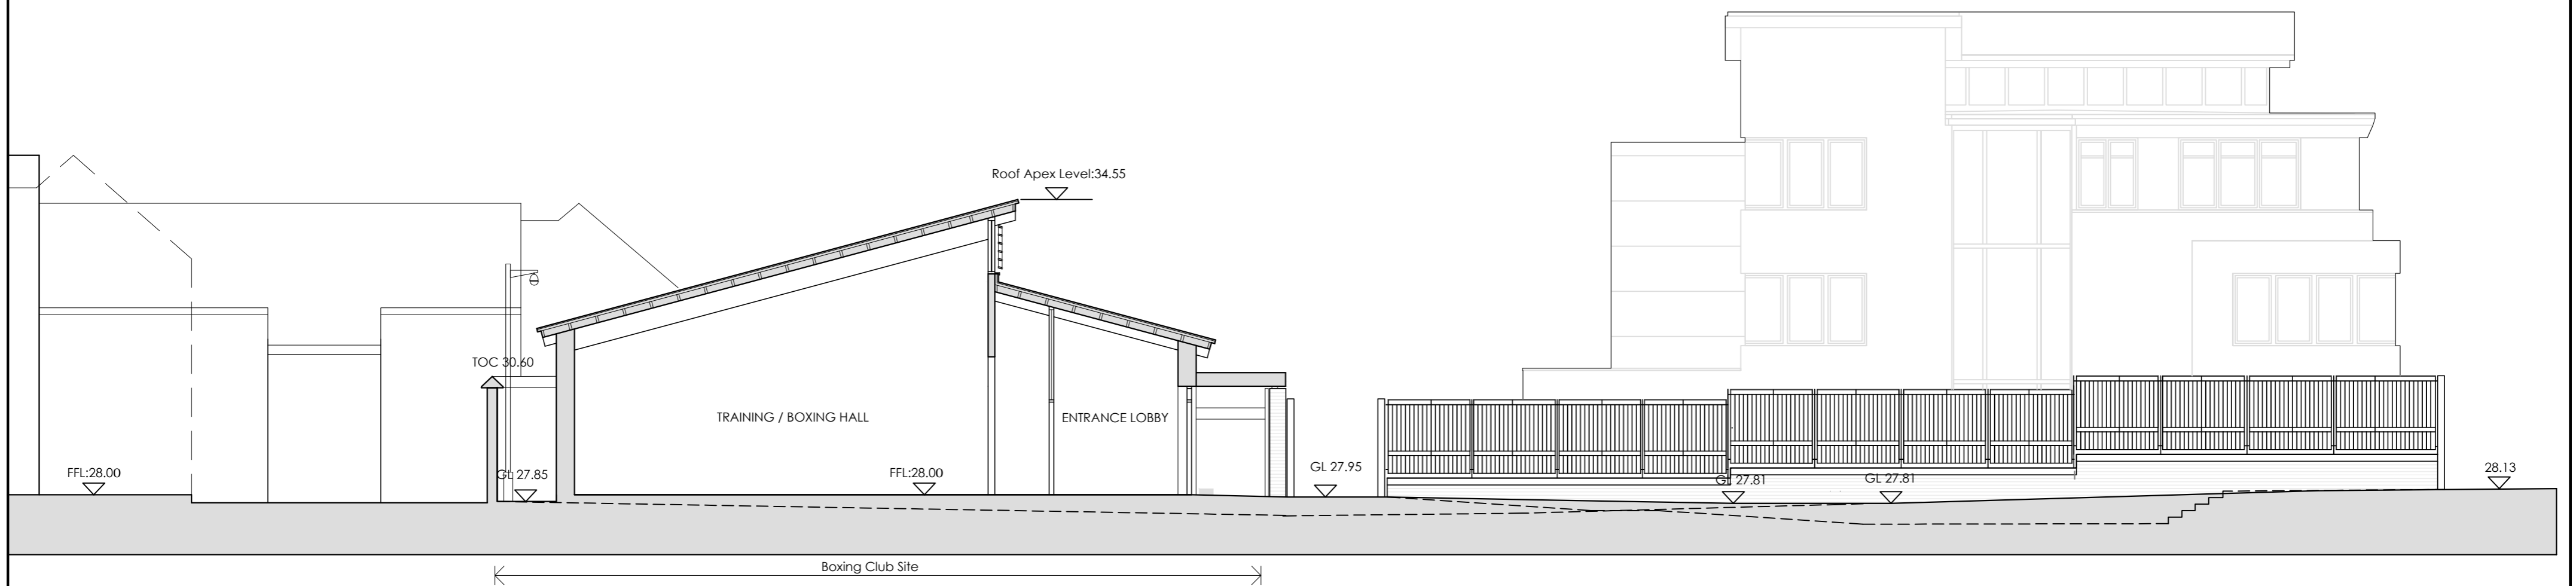 Roof Apex Level:34.55
TOC 30.60
TRAINING / BOXING HALL
ENTRANCE LOBBY
FFL:28.00
GL 27.85
FFL:28.00
GL 27.95
GL 27.81
GL 27.81
28.13
Boxing Club Site